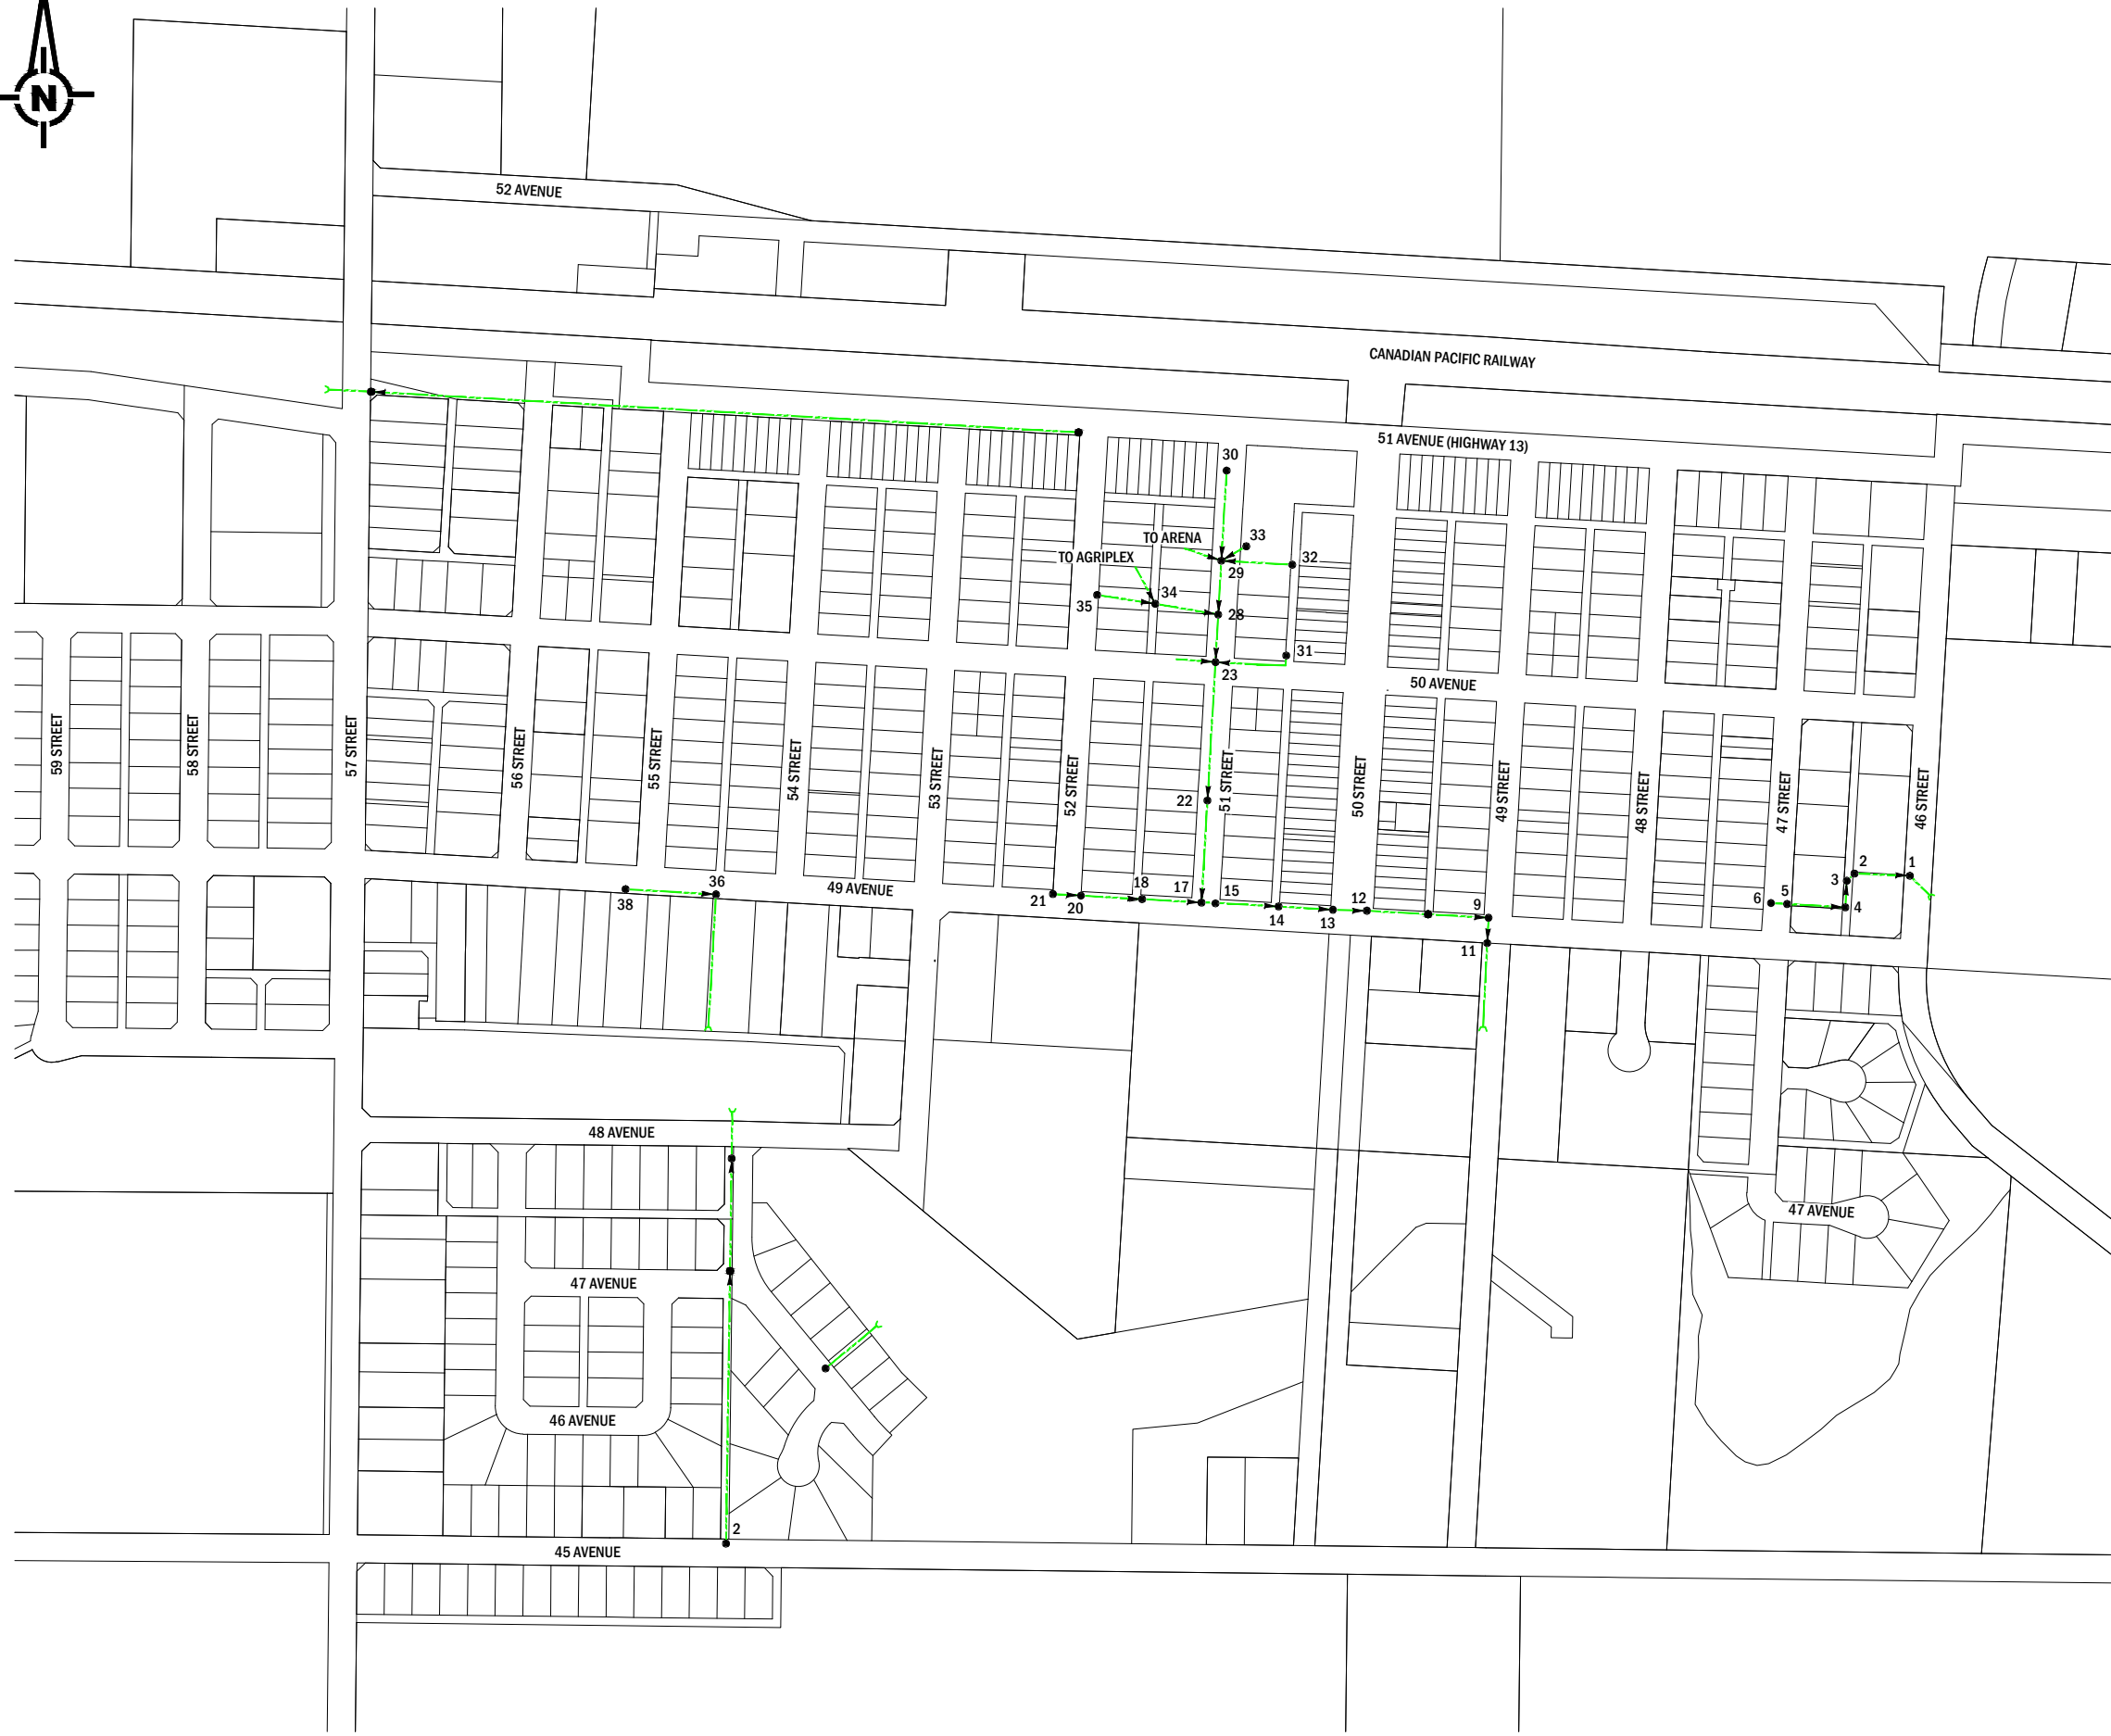 N
52 AVENUE
CANADIAN PACIFIC RAILWAY
51 AVENUE (HIGHWAY 13)
30
TO ARENA
33
TO AGRIPLEX
32
29
34
35
28
31
23
50 AVENUE
59 STREET
58 STREET
57 STREET
56 STREET
55 STREET
54 STREET
53 STREET
52 STREET
51 STREET
50 STREET
49 STREET
48 STREET
47 STREET
46 STREET
22
2
1
3
36
38
49 AVENUE
18
17
15
12
9
6
5
4
21
20
14
13
11
48 AVENUE
47 AVENUE
47 AVENUE
46 AVENUE
2
45 AVENUE